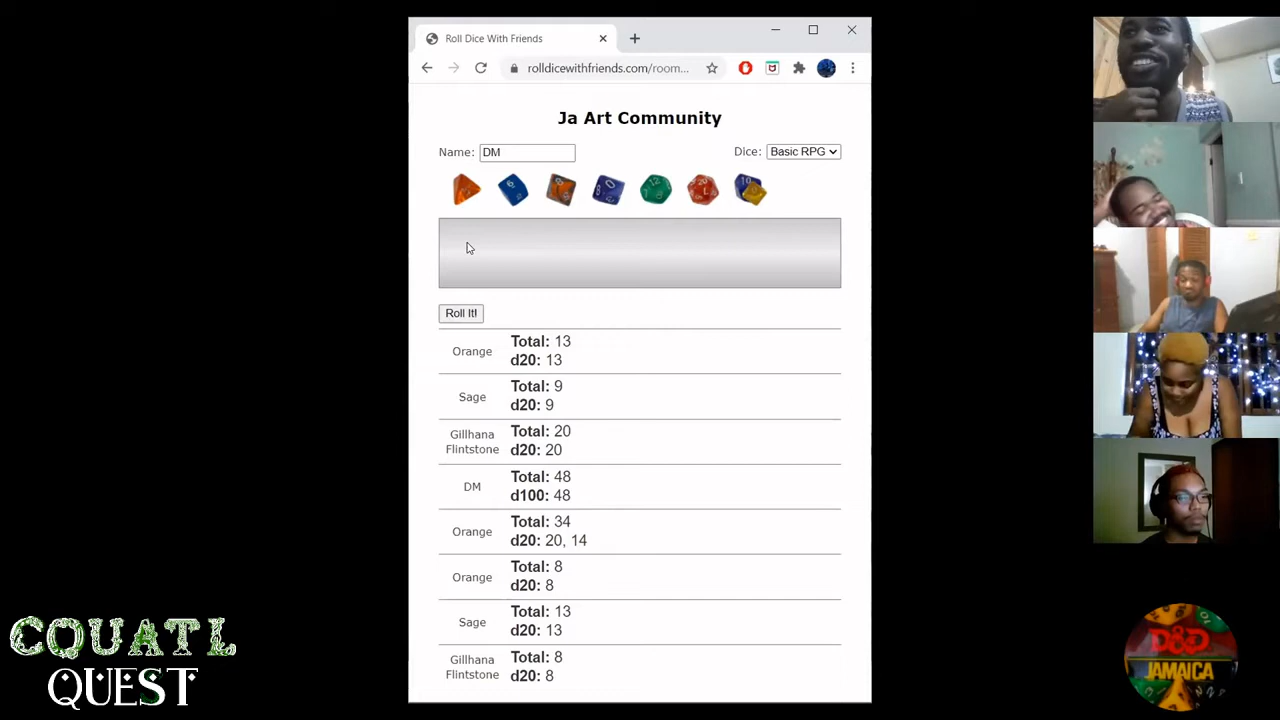 Roll Dice With Friends
rolldicewithfriends.com/room...
Ja Art Community
Name: DM
Dice: Basic RPG
Roll It!
Orange
Total: 13
d20: 13
Sage
Total: 9
d20: 9
Gillhana
Flintstone
Total: 20
d20: 20
DM
Total: 48
d100: 48
Orange
Total: 34
d20: 20, 14
Orange
Total: 8
d20: 8
Sage
Total: 13
d20: 13
Gillhana
Flintstone
Total: 8
d20: 8
COUATL
QUEST
D&D
JAMAICA